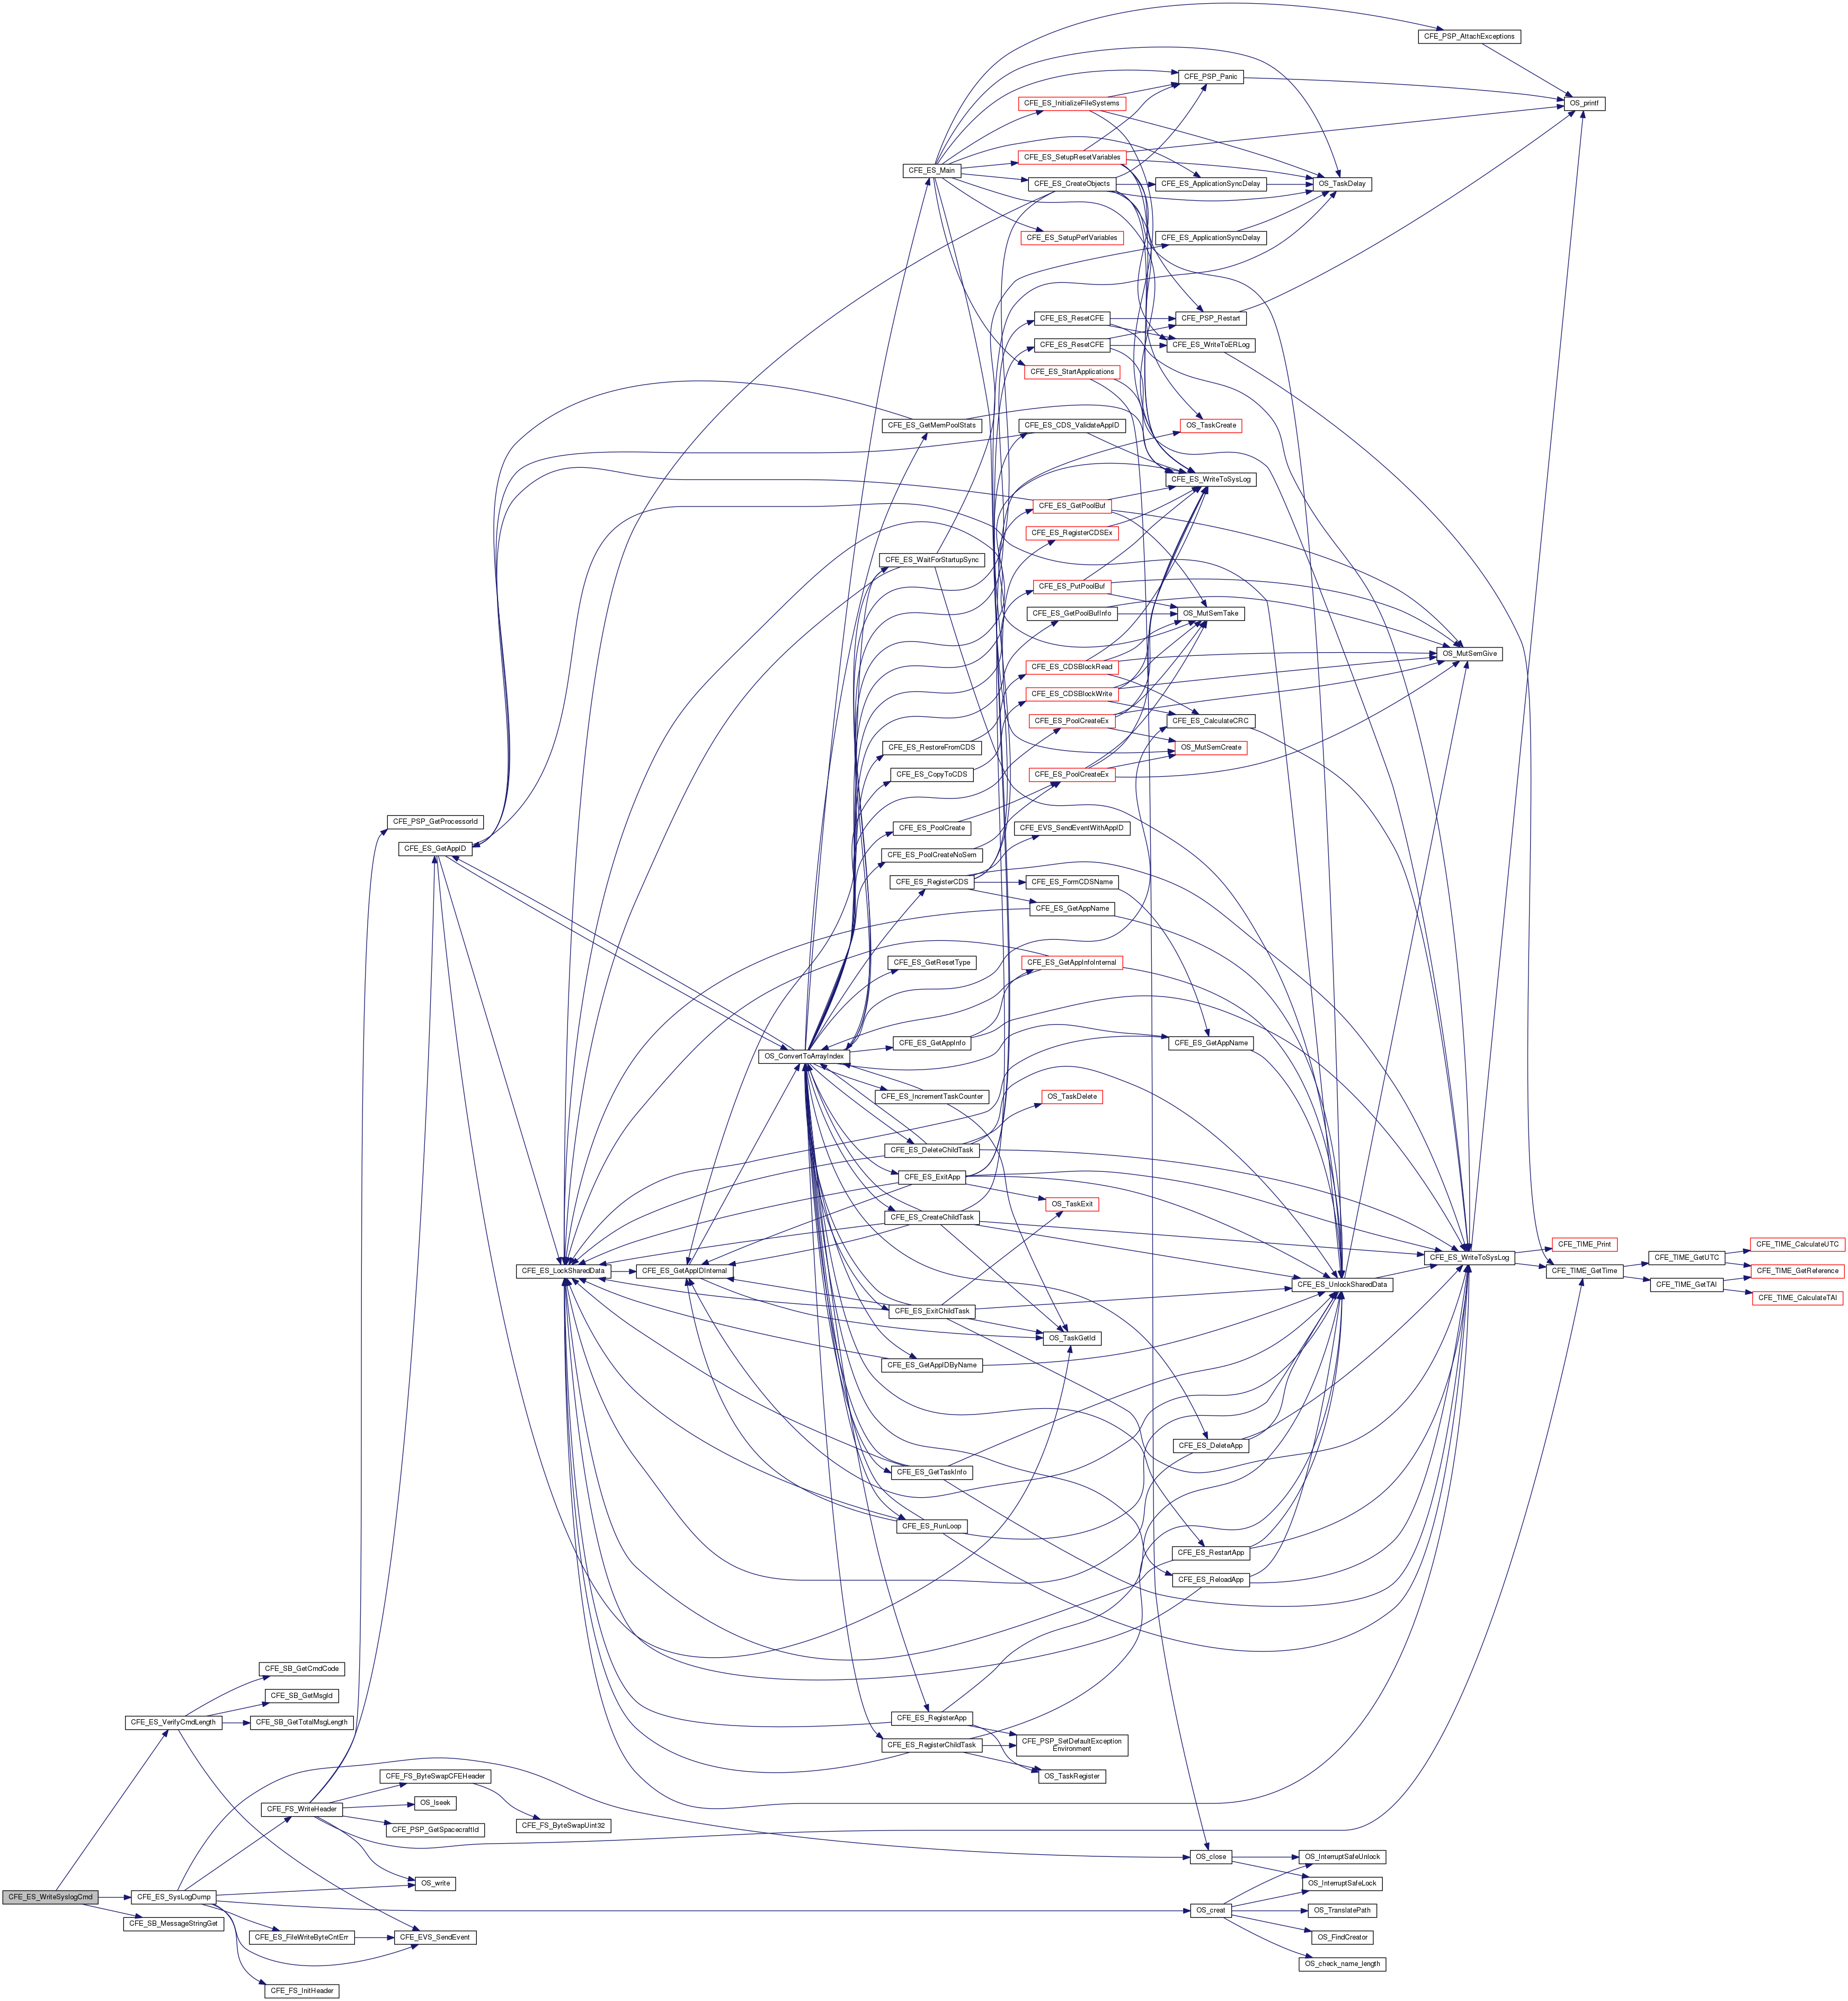 CFE_PSP_AttachExceptions
CFE_PSP_Panic
CFE_ES_InitializeFileSystems
OS_printf
CFE_ES_SetupResetVariables
CFE_ES_Main
CFE_ES_CreateObjects
CFE_ES_ApplicationSyncDelay
OS_TaskDelay
CFE_ES_SetupPerfVariables
CFE_ES_ApplicationSyncDelay
CFE_ES_ResetCFE
CFE_PSP_Restart
CFE_ES_ResetCFE
CFE_ES_WriteToERLog
CFE_ES_StartApplications
CFE_ES_GetMemPoolStats
CFE_ES_CDS_ValidateAppID
OS_TaskCreate
CFE_ES_WriteToSysLog
CFE_ES_GetPoolBuf
CFE_ES_RegisterCDSEx
CFE_ES_WaitForStartupSync
CFE_ES_PutPoolBuf
CFE_ES_GetPoolBufInfo
OS_MutSemTake
OS_MutSemGive
CFE_ES_CDSBlockRead
CFE_ES_CDSBlockWrite
CFE_ES_PoolCreateEx
CFE_ES_CalculateCRC
CFE_ES_RestoreFromCDS
OS_MutSemCreate
CFE_ES_CopyToCDS
CFE_ES_PoolCreateEx
CFE_PSP_GetProcessorId
CFE_ES_PoolCreate
CFE_EVS_SendEventWithAppID
CFE_ES_GetAppID
CFE_ES_PoolCreateNoSem
CFE_ES_RegisterCDS
CFE_ES_FormCDSName
CFE_ES_GetAppName
CFE_ES_GetResetType
CFE_ES_GetAppInfoInternal
CFE_ES_GetAppInfo
CFE_ES_GetAppName
OS_ConvertToArrayIndex
CFE_ES_IncrementTaskCounter
OS_TaskDelete
CFE_ES_DeleteChildTask
CFE_ES_ExitApp
OS_TaskExit
CFE_ES_CreateChildTask
CFE_TIME_Print
CFE_TIME_CalculateUTC
CFE_ES_WriteToSysLog
CFE_TIME_GetUTC
CFE_ES_LockSharedData
CFE_ES_GetAppIDInternal
CFE_TIME_GetTime
CFE_TIME_GetReference
CFE_ES_UnlockSharedData
CFE_TIME_GetTAI
CFE_TIME_CalculateTAI
CFE_ES_ExitChildTask
OS_TaskGetId
CFE_ES_GetAppIDByName
CFE_ES_DeleteApp
CFE_ES_GetTaskInfo
CFE_ES_RunLoop
CFE_ES_RestartApp
CFE_ES_ReloadApp
CFE_SB_GetCmdCode
CFE_SB_GetMsgId
CFE_ES_VerifyCmdLength
CFE_SB_GetTotalMsgLength
CFE_ES_RegisterApp
CFE_ES_RegisterChildTask
CFE_PSP_SetDefaultException
Environment
CFE_FS_ByteSwapCFEHeader
OS_TaskRegister
OS_lseek
CFE_FS_WriteHeader
CFE_FS_ByteSwapUint32
CFE_PSP_GetSpacecraftId
OS_close
OS_InterruptSafeUnlock
OS_write
OS_InterruptSafeLock
CFE_ES_WriteSyslogCmd
CFE_ES_SysLogDump
OS_creat
OS_TranslatePath
CFE_SB_MessageStringGet
CFE_ES_FileWriteByteCntErr
CFE_EVS_SendEvent
OS_FindCreator
OS_check_name_length
CFE_FS_InitHeader